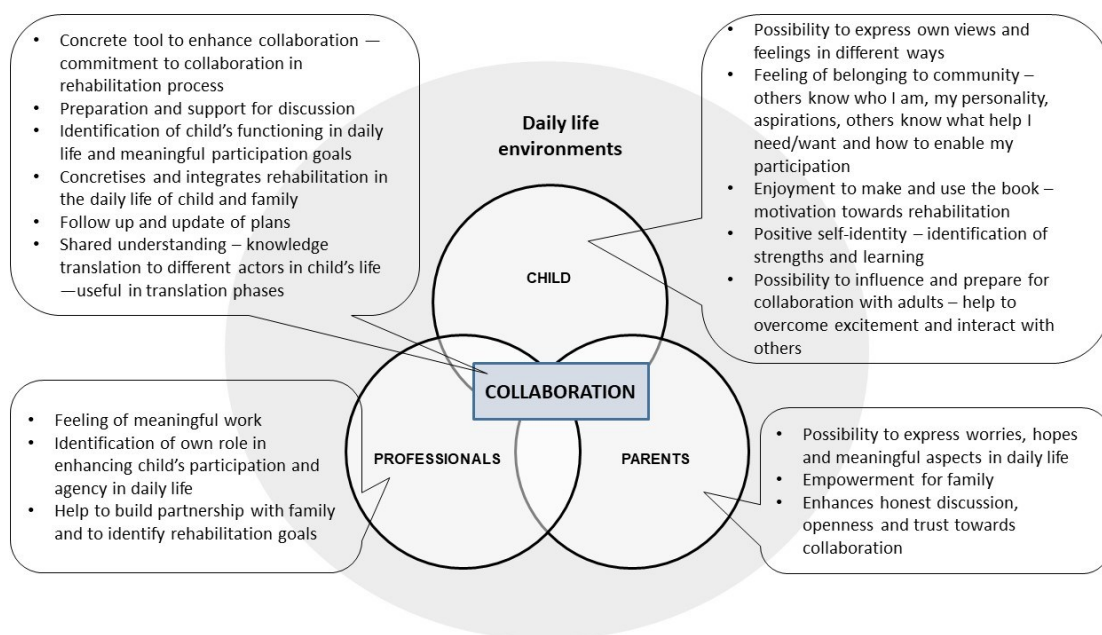 • Concrete tool to enhance collaboration —
commitment to collaboration in
rehabilitation process
• Preparation and support for discussion
• Identification of child's functioning in daily
life and meaningful participation goals
• Concretises and integrates rehabilitation in
the daily life of child and family
• Follow up and update of plans
• Shared understanding – knowledge
translation to different actors in child's life
—useful in translation phases
Daily life
environments
• Possibility to express own views and
feelings in different ways
• Feeling of belonging to community –
others know who I am, my personality,
aspirations, others know what help I
need/want and how to enable my
participation
• Enjoyment to make and use the book –
motivation towards rehabilitation
• Positive self-identity – identification of
strengths and learning
• Possibility to influence and prepare for
collaboration with adults – help to
overcome excitement and interact with
others
CHILD
COLLABORATION
PROFESSIONALS
PARENTS
• Feeling of meaningful work
• Identification of own role in
enhancing child's participation and
agency in daily life
• Help to build partnership with family
and to identify rehabilitation goals
• Possibility to express worries, hopes
and meaningful aspects in daily life
• Empowerment for family
• Enhances honest discussion,
openness and trust towards
collaboration